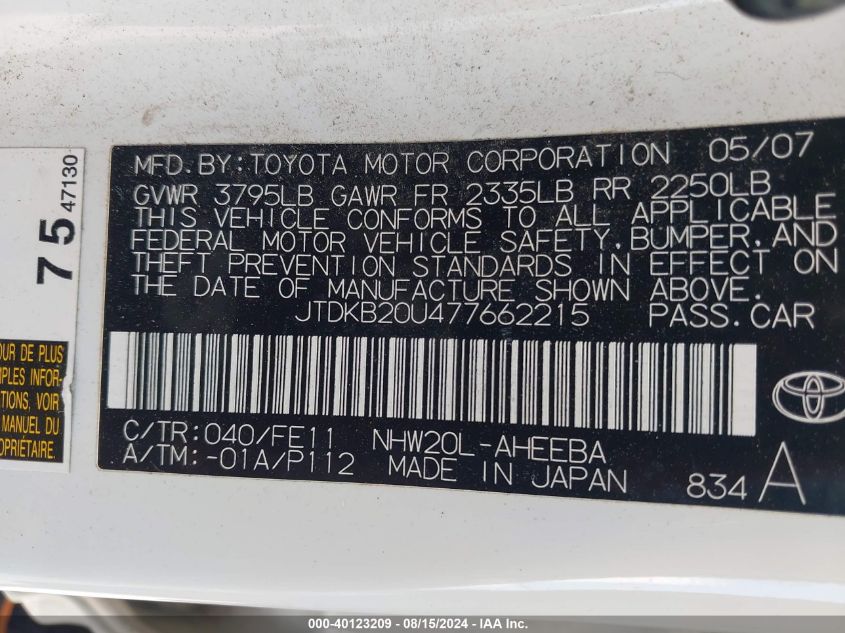 75
47130
OUR DE PLUS
MPLES INFOR-
TIONS, VOIR
MANUEL DU
OPRIÉTAIRE.
MFD.BY:TOYOTA MOTOR CORPORATION 05/07
GVWR 3795LB GAWR FR 2335LB RR 2250LB
THIS VEHICLE CONFORMS TO ALL APPLICABLE
FEDERAL MOTOR VEHICLE SAFETY,BUMPER,AND
THEFT PREVENTION STANDARDS IN EFFECT ON
THE DATE OF MANUFACTURE SHOWN ABOVE.
JTDKB20U477662215 PASS.CAR
C/TR:040/FE11 NHW20L-AHEEBA
A/TM:-01A/P112 MADE IN JAPAN 834 A
000-40123209 - 08/15/2024 - IAA Inc.